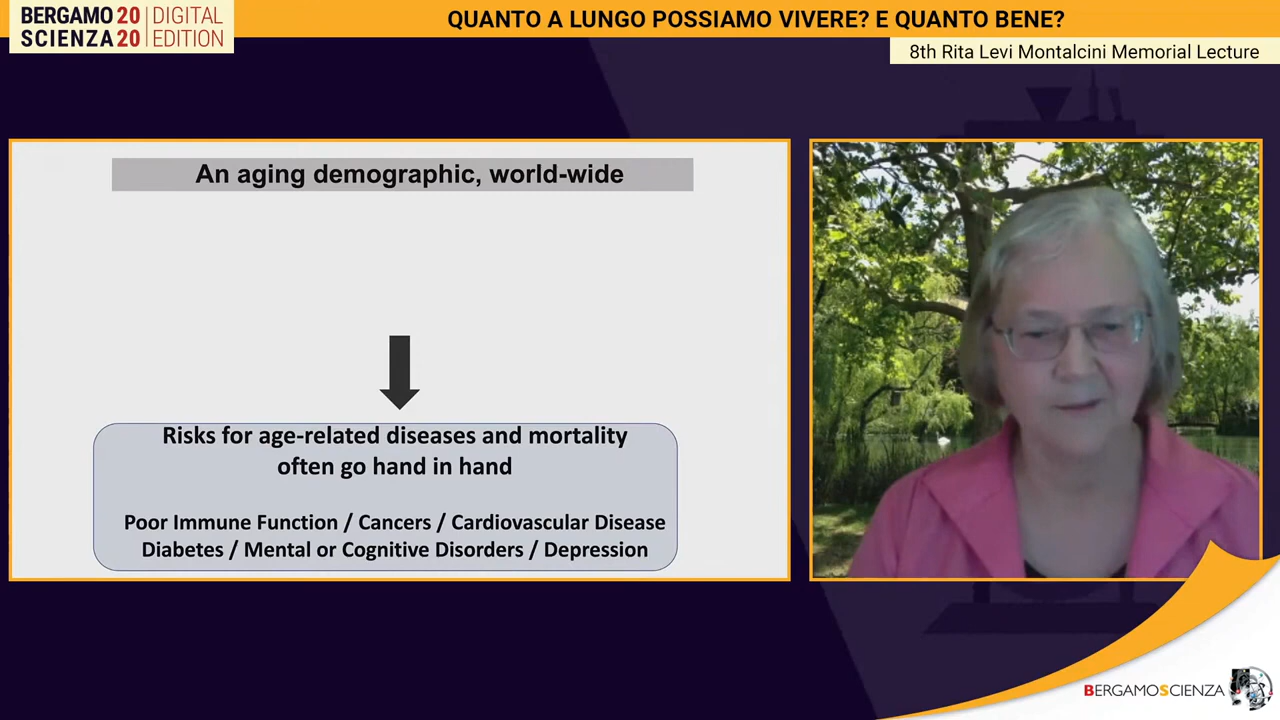 BERGAMO 20 DIGITAL
SCIENZA 20 EDITION
QUANTO A LUNGO POSSIAMO VIVERE? E QUANTO BENE?
8th Rita Levi Montalcini Memorial Lecture
An aging demographic, world-wide
Risks for age-related diseases and mortality
often go hand in hand
Poor Immune Function / Cancers / Cardiovascular Disease
Diabetes / Mental or Cognitive Disorders / Depression
BERGAMOSCIENZA